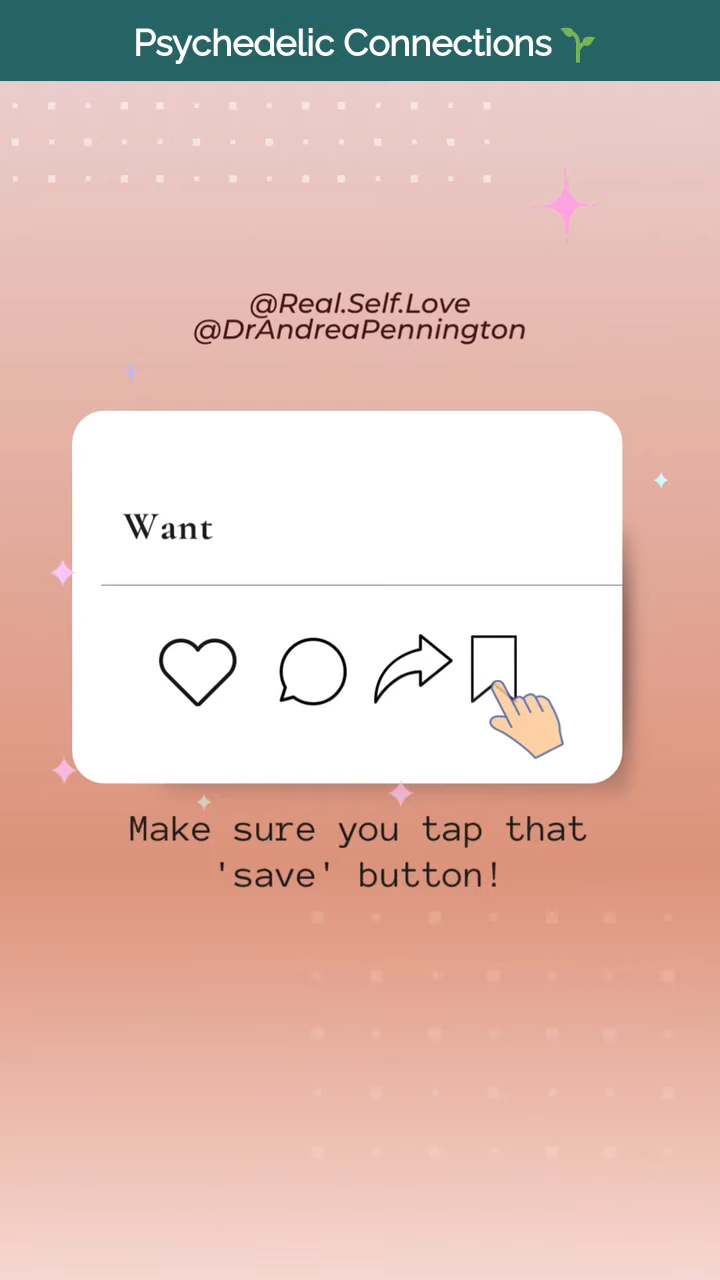 Psychedelic Connections
@Real.Self.Love
@DrAndreaPennington
Want
Make sure you tap that
'save' button!